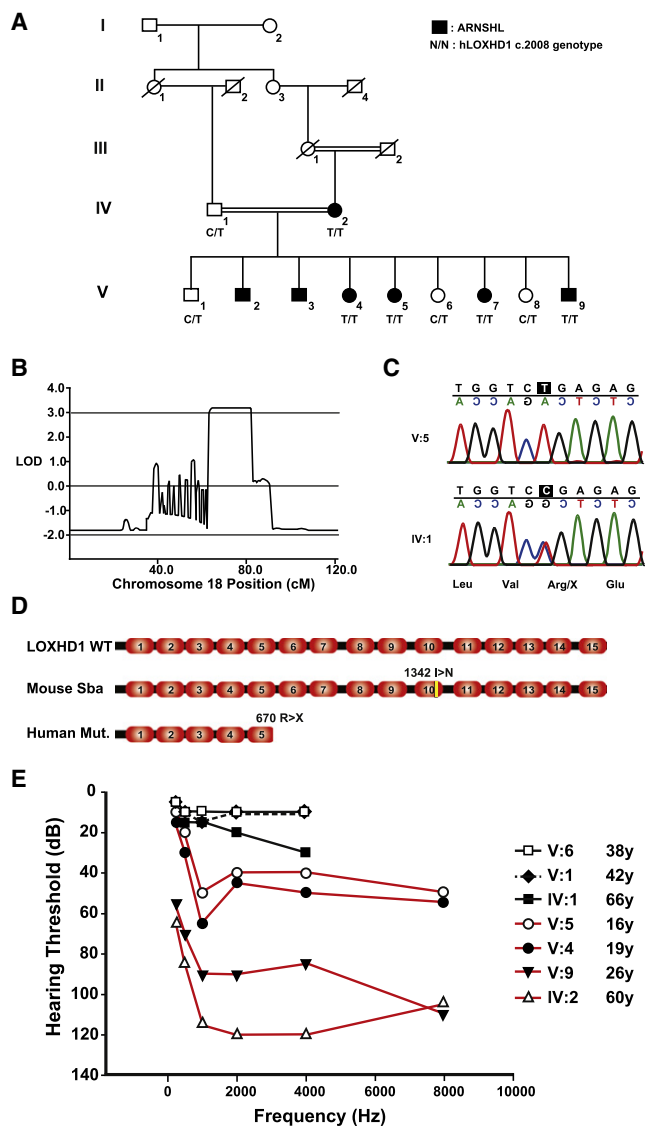 A
I
1
2
■ : ARNSHL
N/N : hLOXHD1 c.2008 genotype
II
1
2
3
4
III
1
2
IV
1
2
C/T
T/T
V
1
2
3
4
5
6
7
8
9
C/T
T/T
T/T
C/T
T/T
C/T
T/T
B
4.0
3.0
LOD
1.0
0.0
-1.0
-2.0
40.0
80.0
120.0
Chromosome 18 Position (cM)
C
T G G T C T G A G A G
A C C A G A C T C T C
V:5
T G G T C C G A G A G
A C C A G G C T C T C
IV:1
Leu Val Arg/X Glu
D
LOXHD1 WT 1 2 3 4 5 6 7 8 9 10 11 12 13 14 15
1342 I>N
Mouse Sba 1 2 3 4 5 6 7 8 9 10 11 12 13 14 15
670 R>X
Human Mut. 1 2 3 4 5
E
Hearing Threshold (dB)
0
20
40
60
80
100
120
140
0 2000 4000 6000 8000 10000
Frequency (Hz)
V:6 38y
V:1 42y
IV:1 66y
V:5 16y
V:4 19y
V:9 26y
IV:2 60y